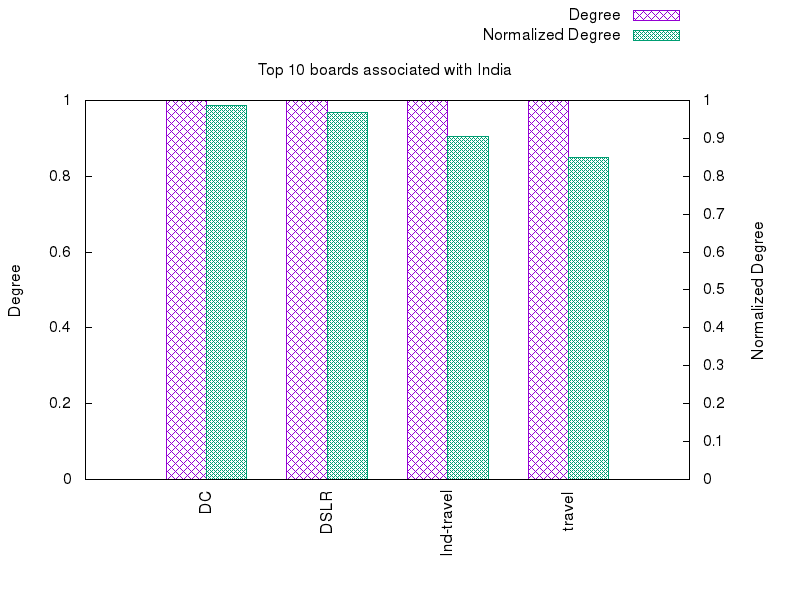 Degree
Normalized Degree
Top 10 boards associated with India
1
0.8
0.6
0.4
0.2
0
Degree
1
0.9
0.8
0.7
0.6
0.5
0.4
0.3
0.2
0.1
0
Normalized Degree
DC
DSLR
Ind-travel
travel